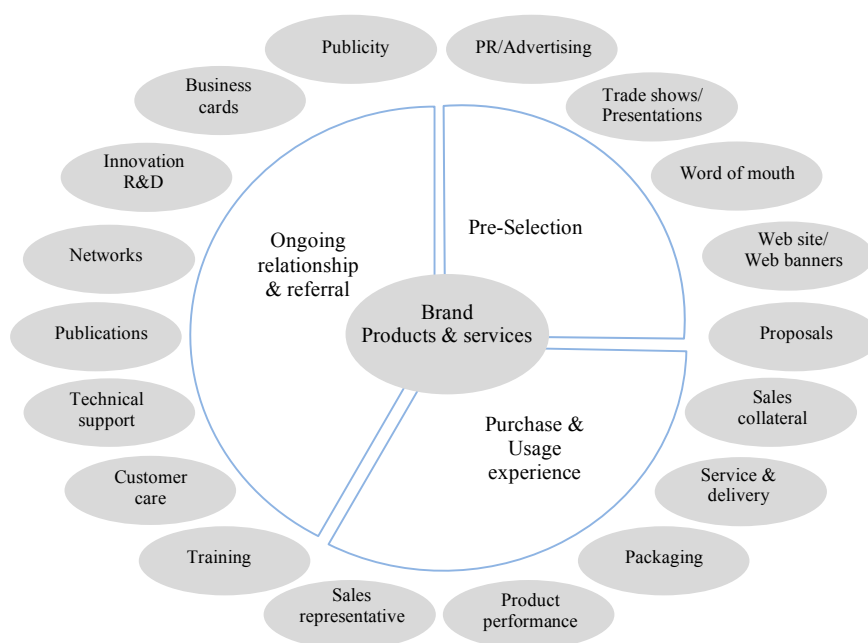 Publicity
PR/Advertising
Business
cards
Trade shows/
Presentations
Innovation
R&D
Word of mouth
Ongoing
relationship
& referral
Pre-Selection
Networks
Web site/
Web banners
Brand
Products & services
Publications
Proposals
Technical
support
Sales
collateral
Purchase &
Usage
experience
Customer
care
Service &
delivery
Training
Packaging
Sales
representative
Product
performance